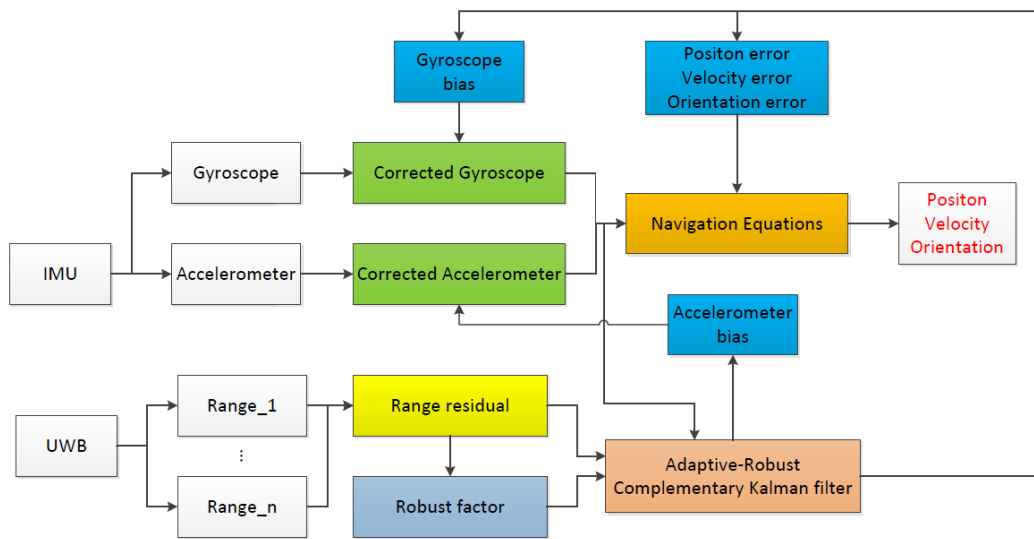 Gyroscope
bias
Positon error
Velocity error
Orientation error
Gyroscope
Corrected Gyroscope
Navigation Equations
Positon
Velocity
Orientation
IMU
Accelerometer
Corrected Accelerometer
Accelerometer
bias
UWB
Range_1
⋮
Range_n
Range residual
Robust factor
Adaptive-Robust
Complementary Kalman filter